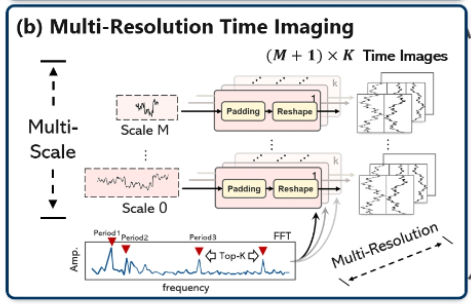 (b) Multi-Resolution Time Imaging
(M + 1) × K Time Images
Multi-
Scale
Scale M
k
1
Padding
Reshape
Scale 0
k
1
Padding
Reshape
Period1
Period2
Period3
FFT
Top-K
Amp.
frequency
Multi-Resolution